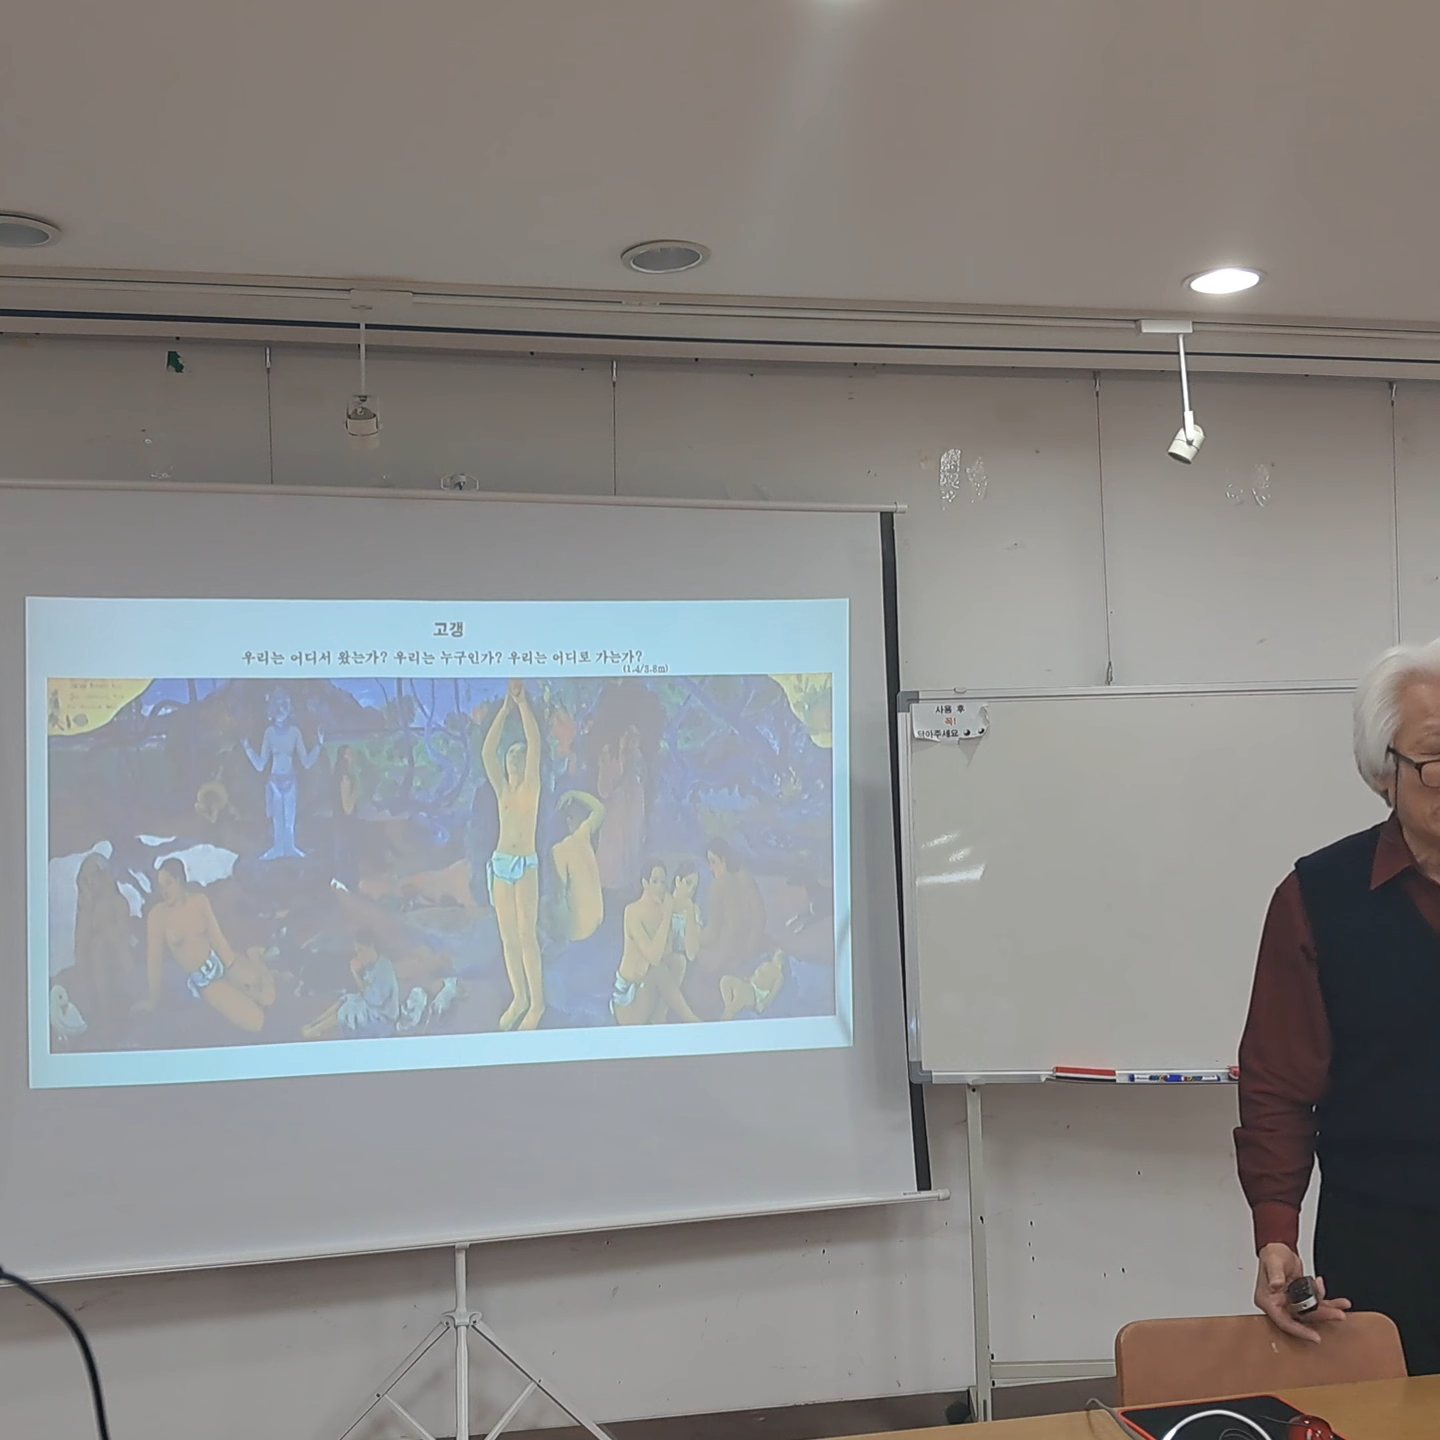 고갱
우리는 어디서 왔는가? 우리는 누구인가? 우리는 어디로 가는가?
(1.4/3.8m)
사용 후
꼭!
닫아주세요